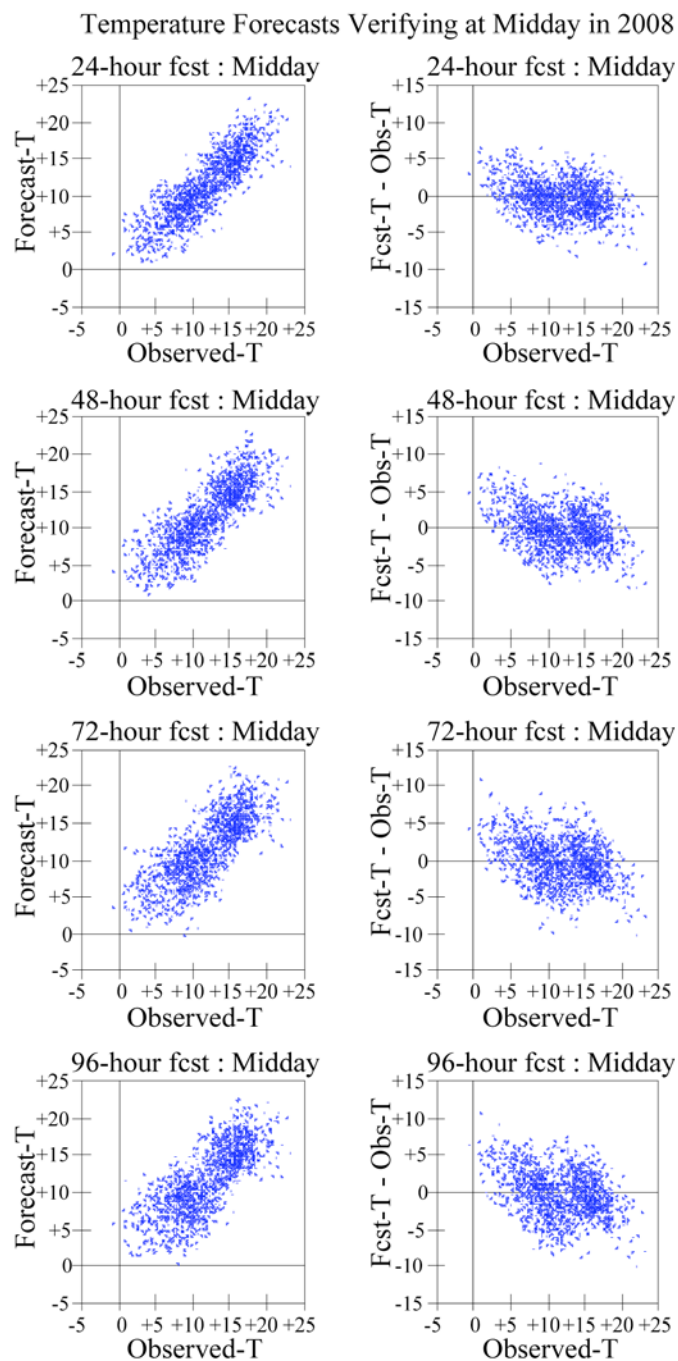 Temperature Forecasts Verifying at Midday in 2008
24-hour fcst : Midday
+25
+20
+15
+10
+5
0
-5
Forecast-T
-5 0 +5 +10 +15 +20 +25
Observed-T
24-hour fcst : Midday
+15
+10
+5
0
-5
-10
-15
Fcst-T - Obs-T
-5 0 +5 +10 +15 +20 +25
Observed-T
48-hour fcst : Midday
+25
+20
+15
+10
+5
0
-5
Forecast-T
-5 0 +5 +10 +15 +20 +25
Observed-T
48-hour fcst : Midday
+15
+10
+5
0
-5
-10
-15
Fcst-T - Obs-T
-5 0 +5 +10 +15 +20 +25
Observed-T
72-hour fcst : Midday
+25
+20
+15
+10
+5
0
-5
Forecast-T
-5 0 +5 +10 +15 +20 +25
Observed-T
72-hour fcst : Midday
+15
+10
+5
0
-5
-10
-15
Fcst-T - Obs-T
-5 0 +5 +10 +15 +20 +25
Observed-T
96-hour fcst : Midday
+25
+20
+15
+10
+5
0
-5
Forecast-T
-5 0 +5 +10 +15 +20 +25
Observed-T
96-hour fcst : Midday
+15
+10
+5
0
-5
-10
-15
Fcst-T - Obs-T
-5 0 +5 +10 +15 +20 +25
Observed-T